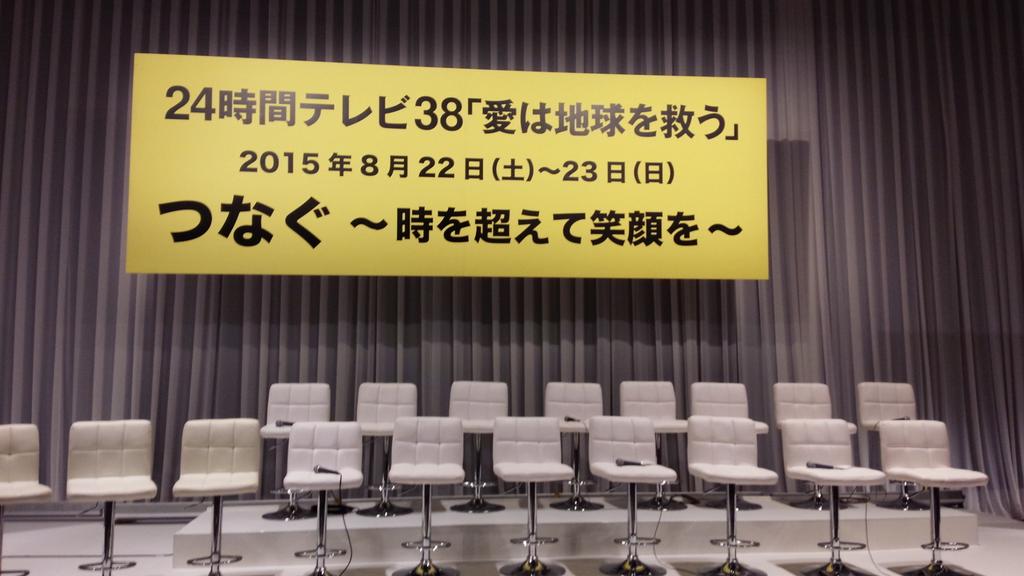 24時間テレビ38「愛は地球を救う」
2015年8月22日(土)～23日(日)
つなぐ ～時を超えて笑顔を～